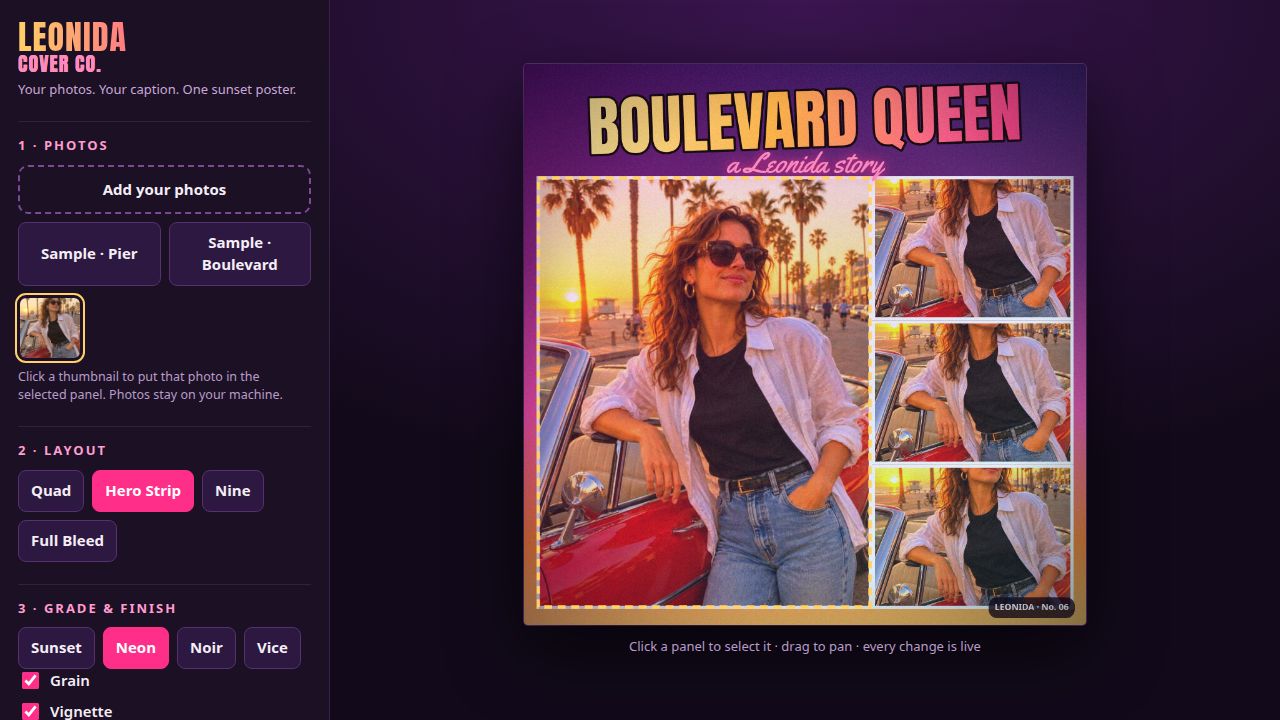 LEONIDA
COVER CO.
Your photos. Your caption. One sunset poster.
1 · PHOTOS
Add your photos
Sample · Pier
Sample ·
Boulevard
Click a thumbnail to put that photo in the
selected panel. Photos stay on your machine.
2 · LAYOUT
Quad
Hero Strip
Nine
Full Bleed
3 · GRADE & FINISH
Sunset
Neon
Noir
Vice
Grain
Vignette
BOULEVARD QUEEN
a Leonida story
LEONIDA · No. 06
Click a panel to select it · drag to pan · every change is live